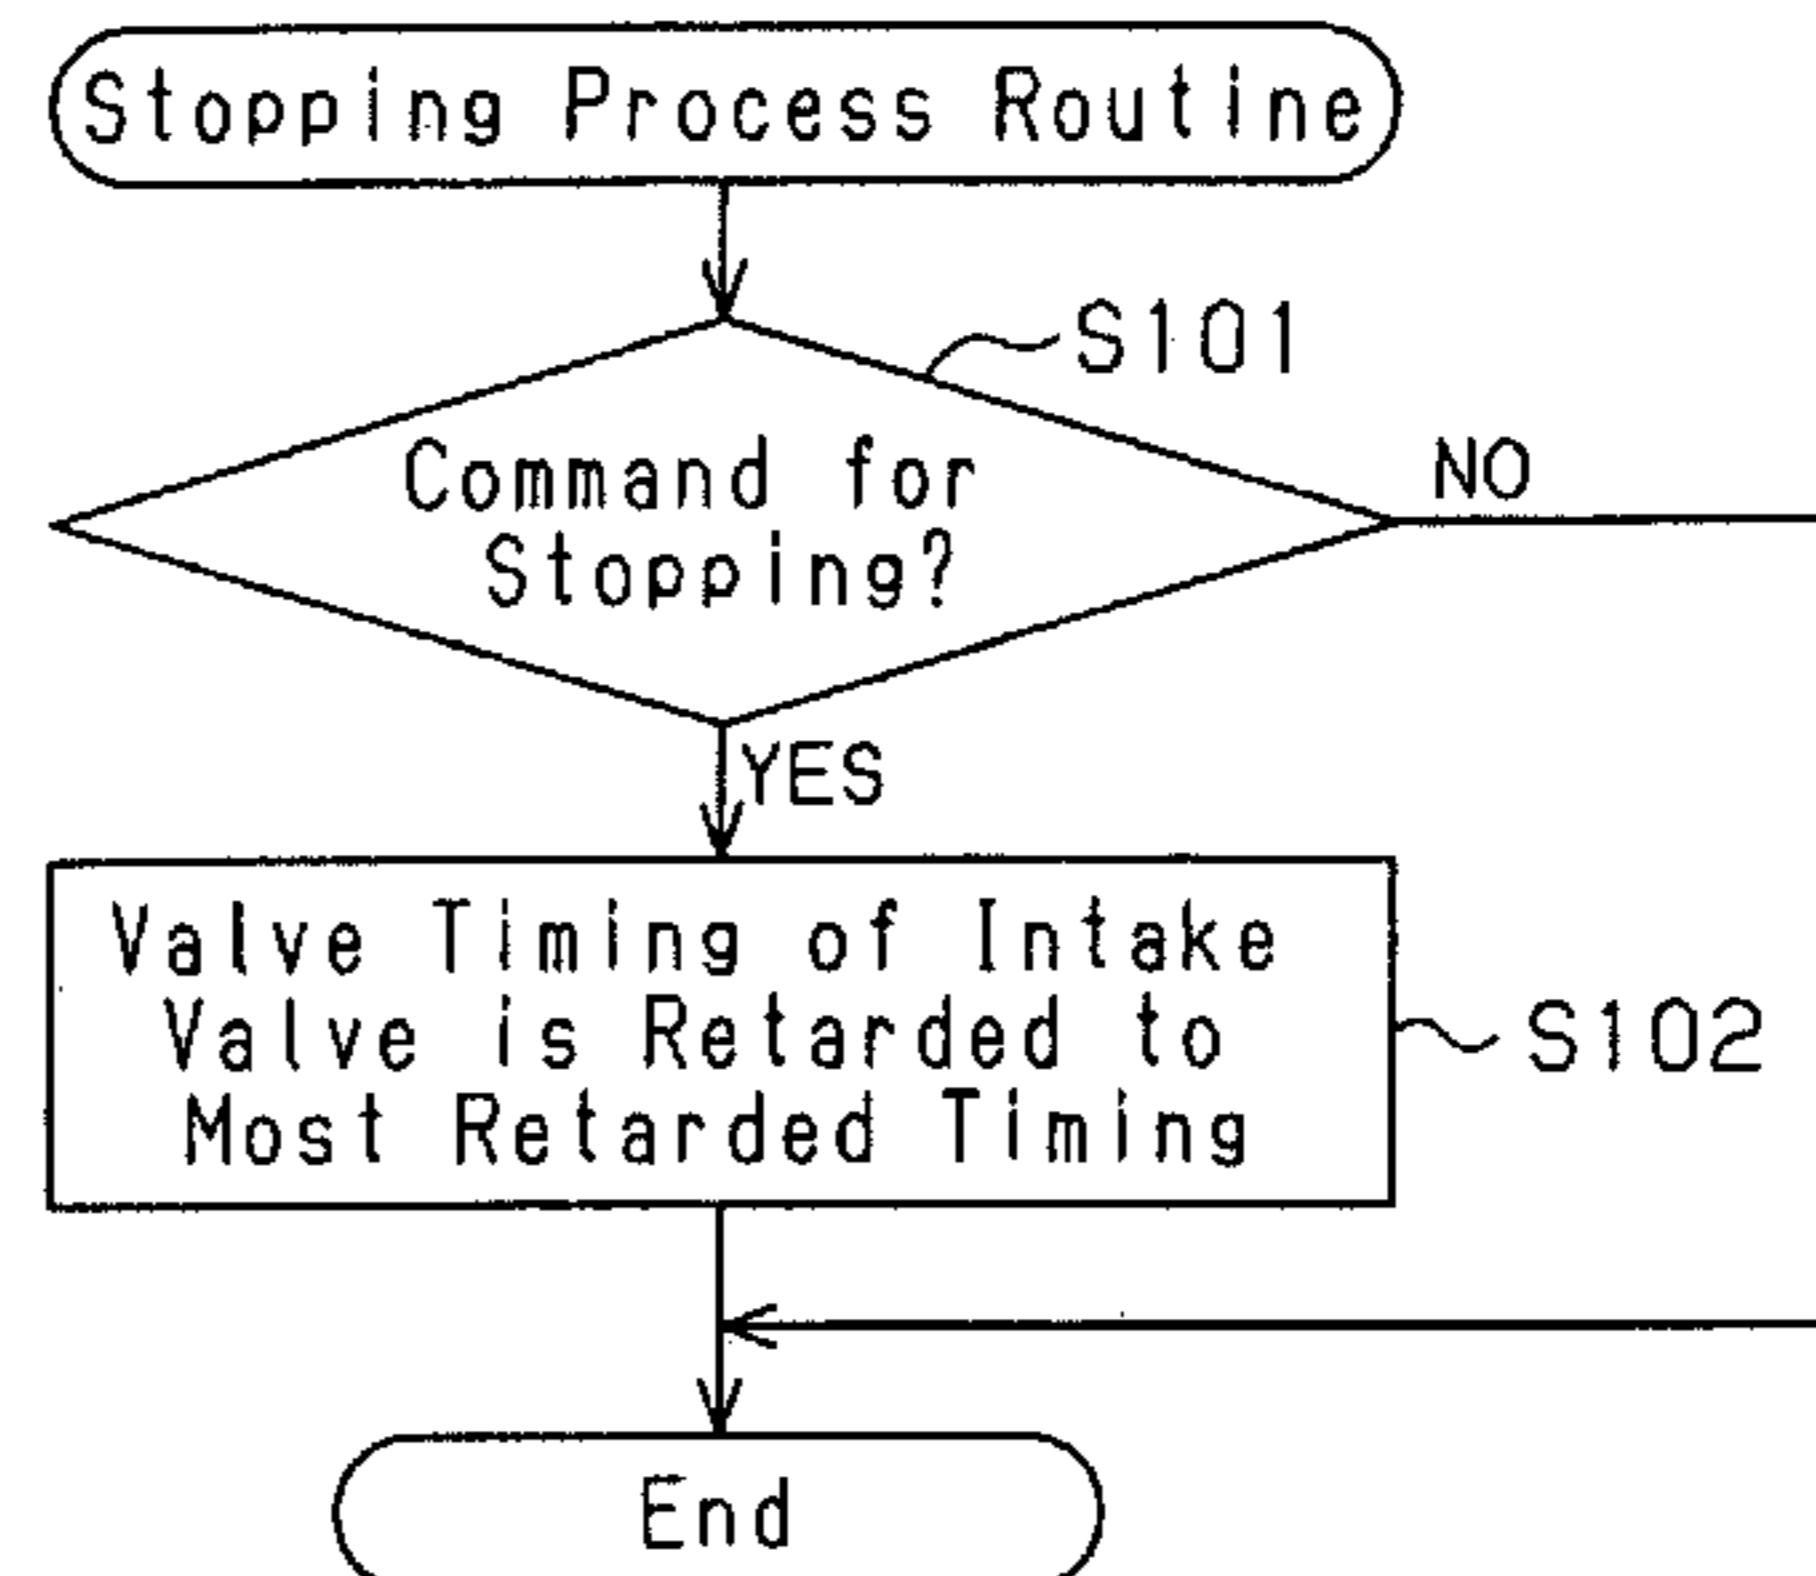 Stopping Process Routine
S101
Command for
Stopping?
NO
YES
Valve Timing of Intake
Valve is Retarded to
Most Retarded Timing
S102
End